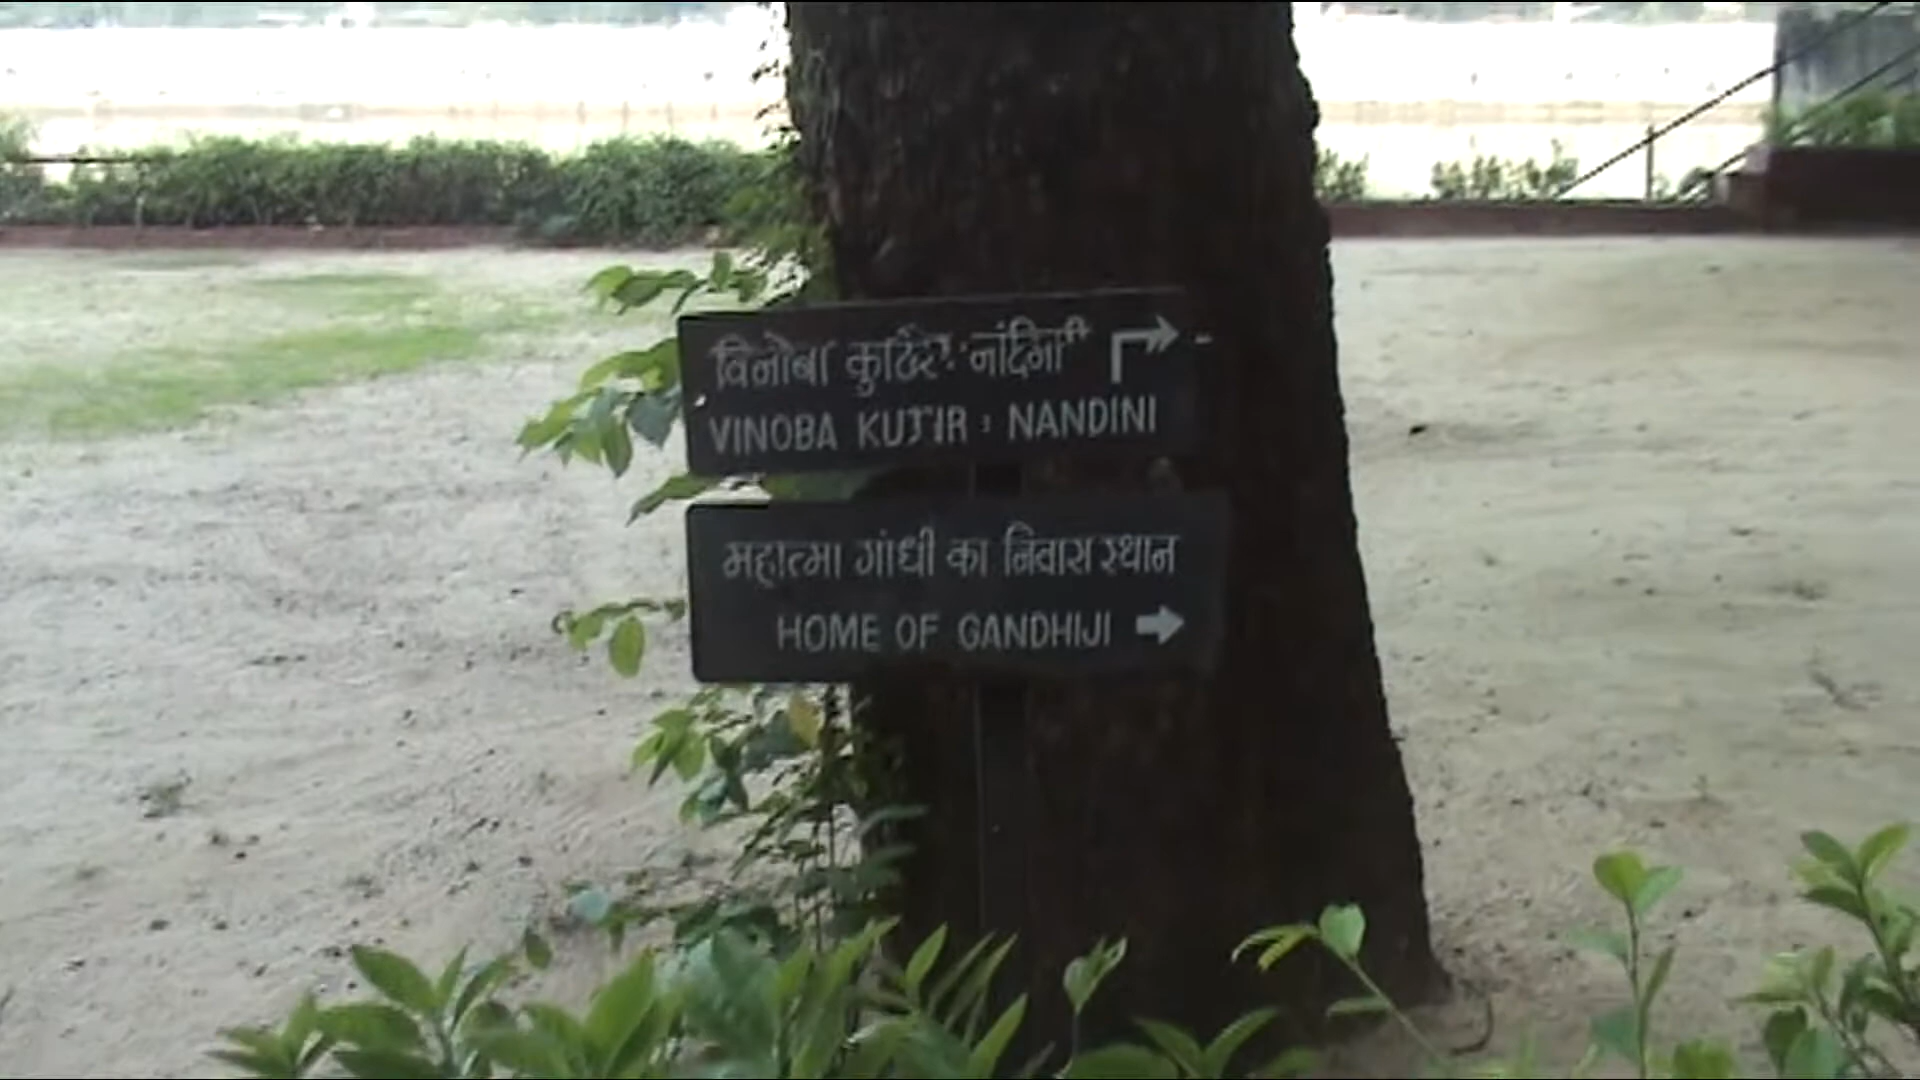 विनोबा कुटिर : नंदिनी
VINOBA KUTIR : NANDINI
महात्मा गांधी का निवास स्थान
HOME OF GANDHIJI